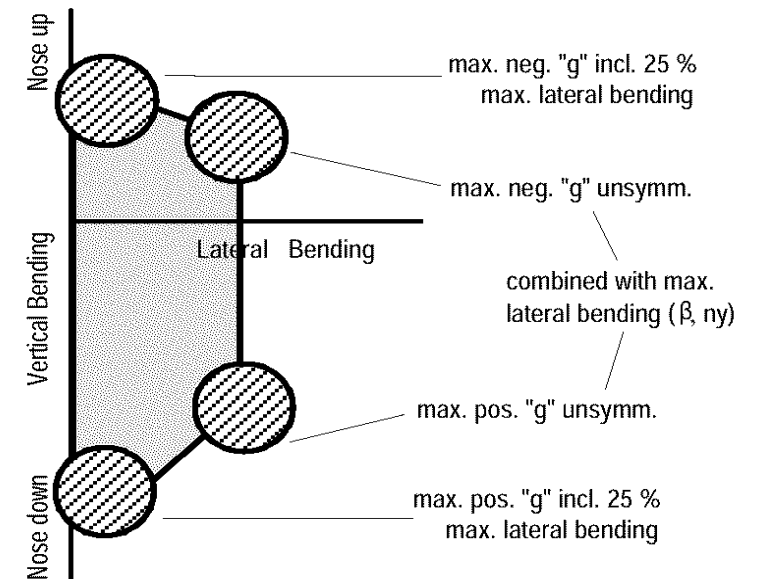 Nose up
max. neg. "g" incl. 25 %
max. lateral bending
max. neg. "g" unsymm.
Lateral Bending
Vertical Bending
combined with max.
lateral bending (β, ny)
max. pos. "g" unsymm.
Nose down
max. pos. "g" incl. 25 %
max. lateral bending